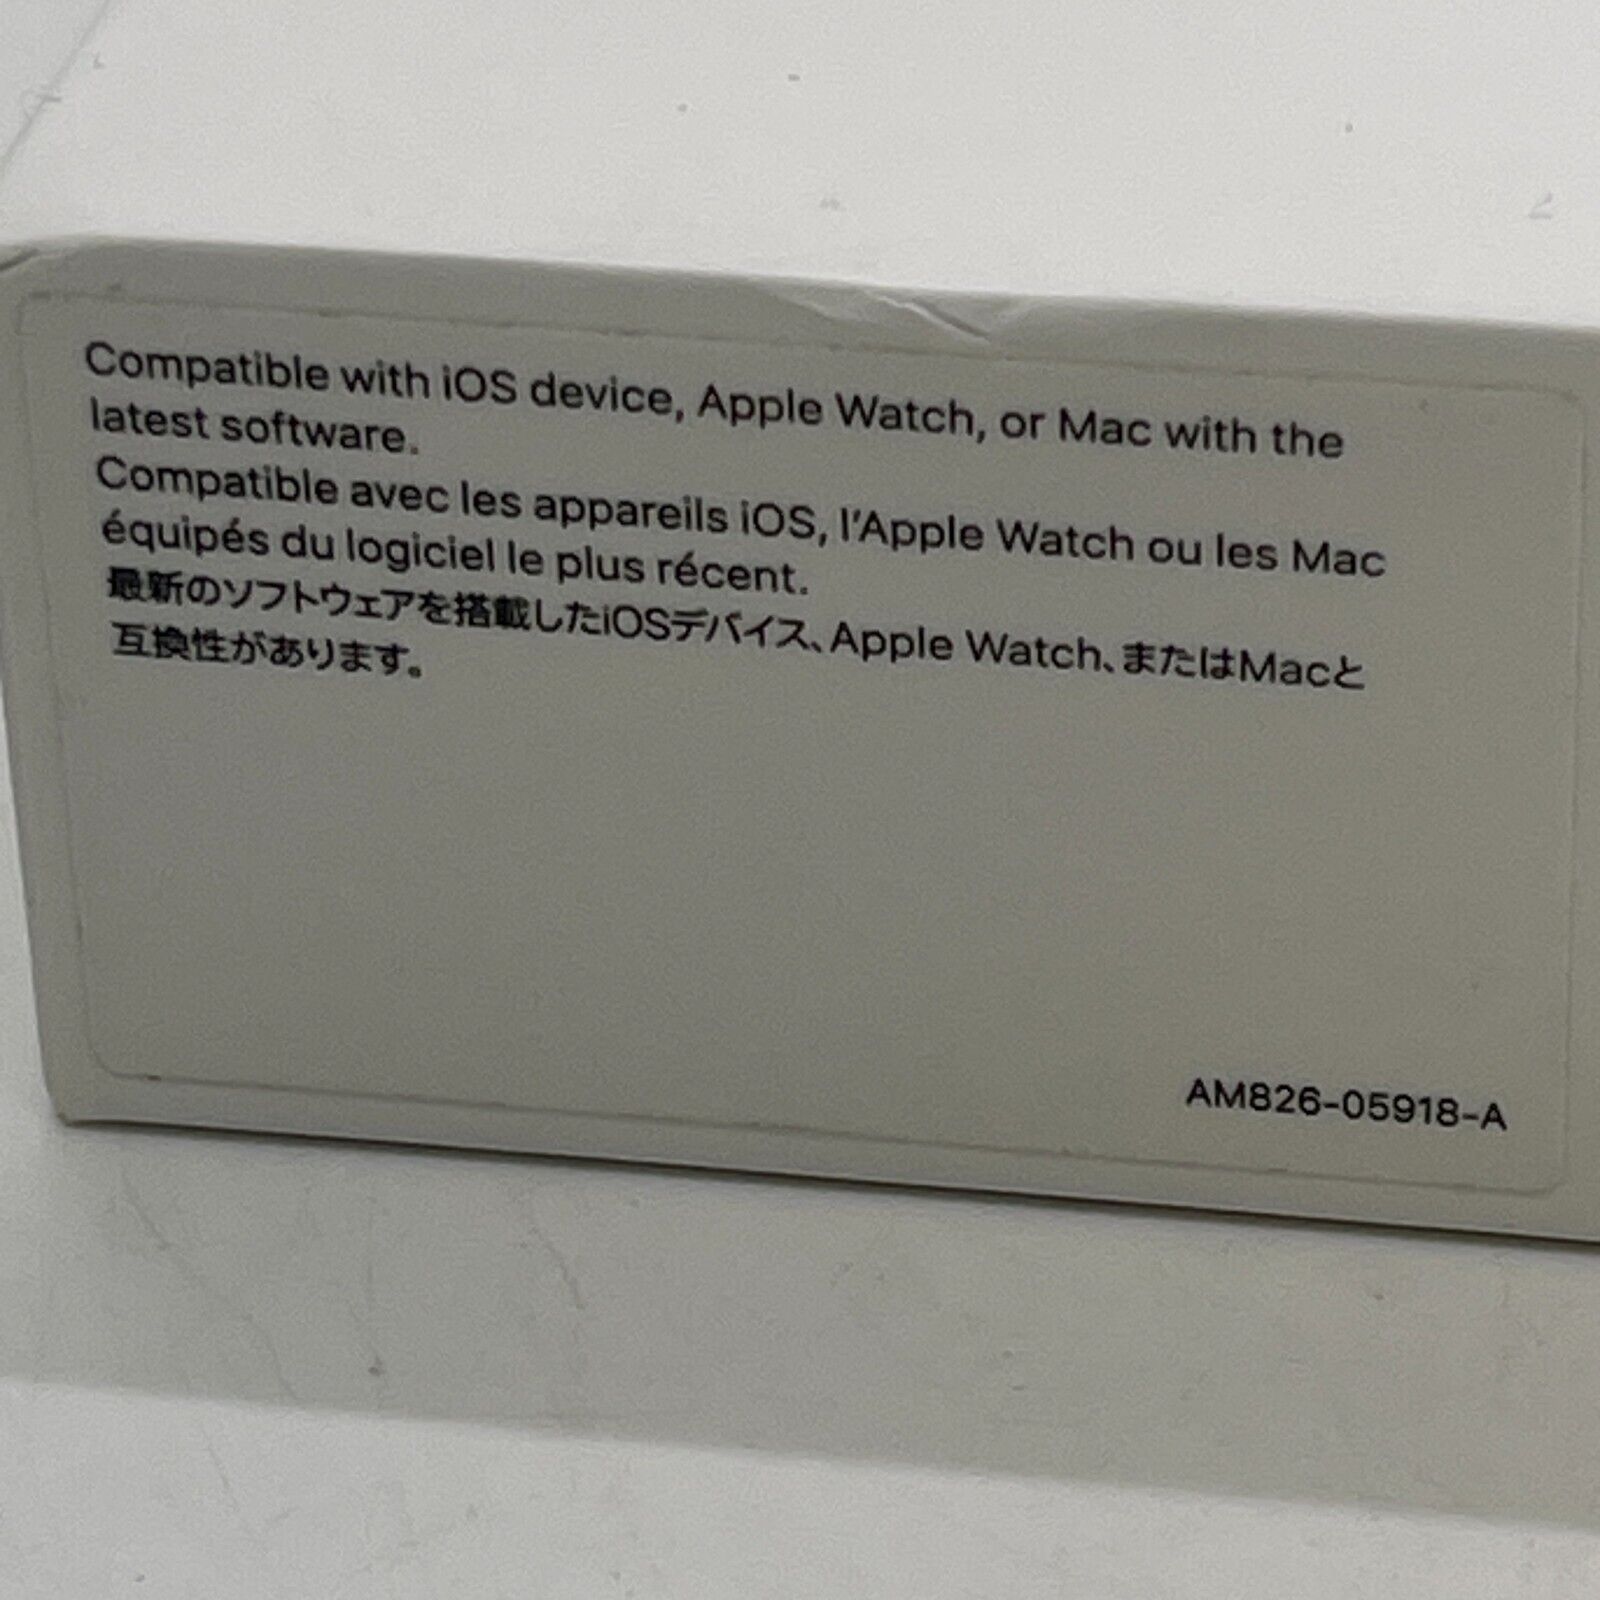 Compatible with iOS device, Apple Watch, or Mac with the
latest software.
Compatible avec les appareils iOS, l'Apple Watch ou les Mac
équipés du logiciel le plus récent.
最新のソフトウェアを搭載したiOSデバイス、Apple Watch、またはMacと
互換性があります。
AM826-05918-A